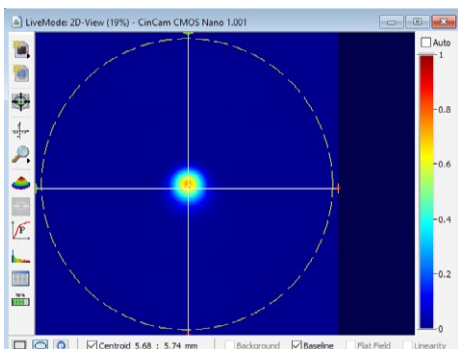 LiveMode: 2D-View (19%) - CinCam CMOS Nano 1.001
Auto
1
0.8
0.6
0.4
0.2
0
Centroid 5.68 : 5.74 mm
Background
Baseline
Flat Field
Linearity